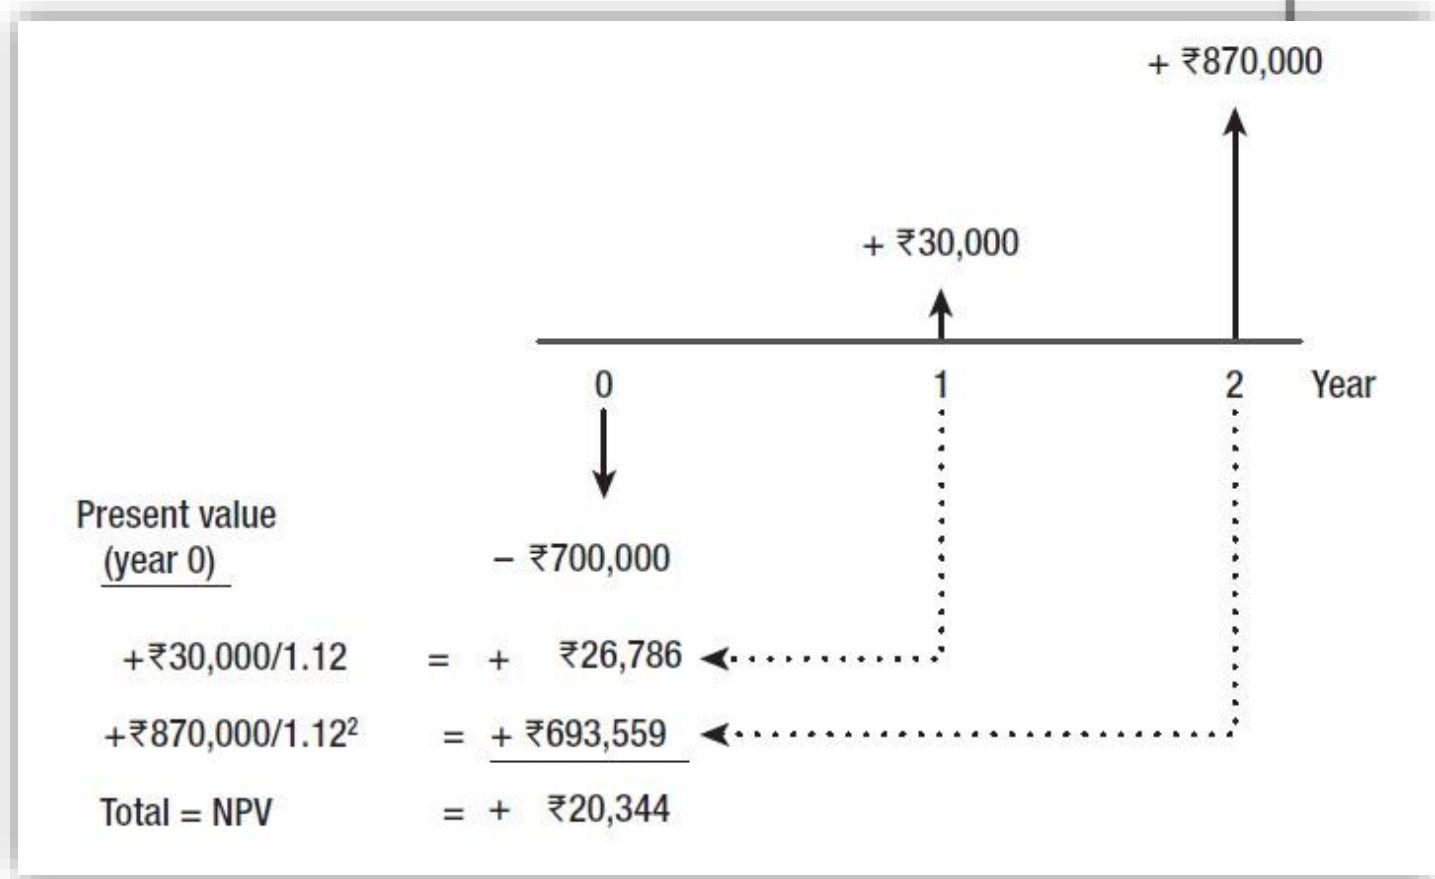 + ₹870,000
+ ₹30,000
0 1 2 Year
Present value
(year 0) – ₹700,000
+₹30,000/1.12 = + ₹26,786
+₹870,000/1.12² = + ₹693,559
Total = NPV = + ₹20,344